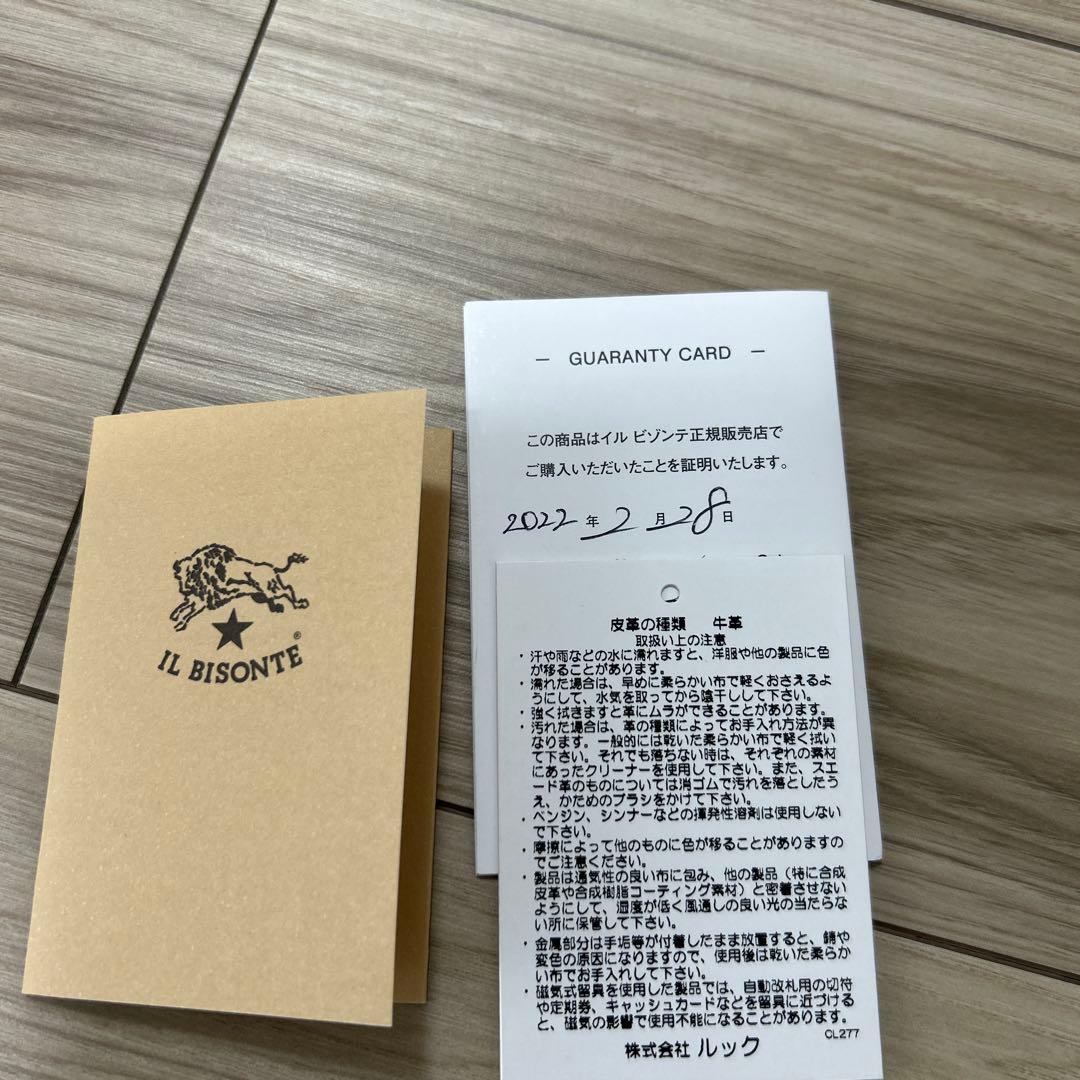 IL BISONTE®
— GUARANTY CARD —
この商品はイル ビゾンテ正規販売店で
ご購入いただいたことを証明いたします。
2022年2月28日
皮革の種類 牛革
取扱い上の注意
・汗や雨などの水に濡れますと、洋服や他の製品に色
が移ることがあります。
・濡れた場合は、早めに柔らかい布で軽くおさえるよ
うにして、水気を取ってから陰干しして下さい。
・強く拭きますと革にムラができることがあります。
・汚れた場合は、革の種類によってお手入れ方法が異
なります。一般的には乾いた柔らかい布で軽く拭い
て下さい。それでも落ちない時は、それぞれの素材
にあったクリーナーを使用して下さい。また、スエ
ード革のものについては消ゴムで汚れを落としたう
え、かためのブラシをかけて下さい。
・ベンジン、シンナーなどの揮発性溶剤は使用しない
で下さい。
・摩擦によって他のものに色が移ることがありますの
でご注意ください。
・製品は通気性の良い布に包み、他の製品（特に合成
皮革や合成樹脂コーティング素材）と密着させない
ようにして、湿度が低く風通しの良い光の当たらな
い所に保管して下さい。
・金属部分は手垢等が付着したまま放置すると、錆や
変色の原因になりますので、使用後は乾いた柔らか
い布でお手入れして下さい。
・磁気式留具を使用した製品では、自動改札用の切符
や定期券、キャッシュカードなどを留具に近づける
と、磁気の影響で使用不能になることがあります。
CL277
株式会社 ルック